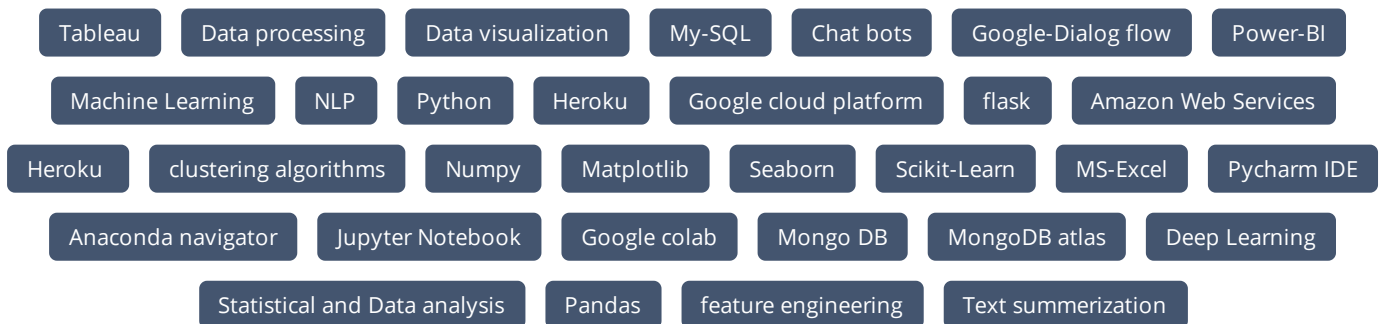 Tableau Data processing Data visualization My-SQL Chat bots Google-Dialog flow Power-BI
Machine Learning NLP Python Heroku Google cloud platform flask Amazon Web Services
Heroku clustering algorithms Numpy Matplotlib Seaborn Scikit-Learn MS-Excel Pycharm IDE
Anaconda navigator Jupyter Notebook Google colab Mongo DB MongoDB atlas Deep Learning
Statistical and Data analysis Pandas feature engineering Text summerization